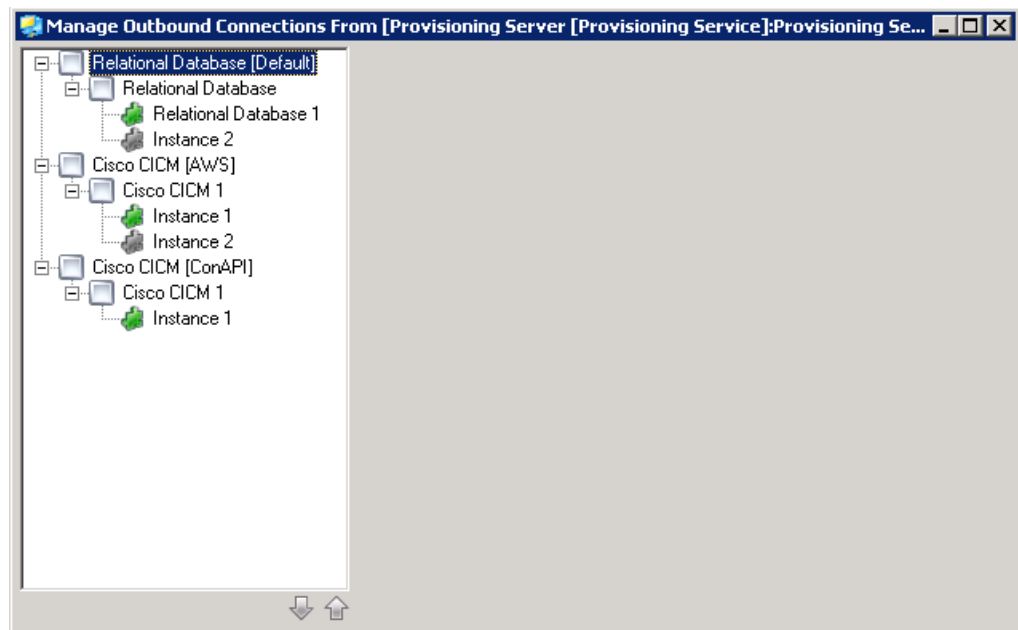 Manage Outbound Connections From [Provisioning Server [Provisioning Service]:Provisioning Se...
Relational Database [Default]
Relational Database
Relational Database 1
Instance 2
Cisco CICM [AWS]
Cisco CICM 1
Instance 1
Instance 2
Cisco CICM [ConAPI]
Cisco CICM 1
Instance 1